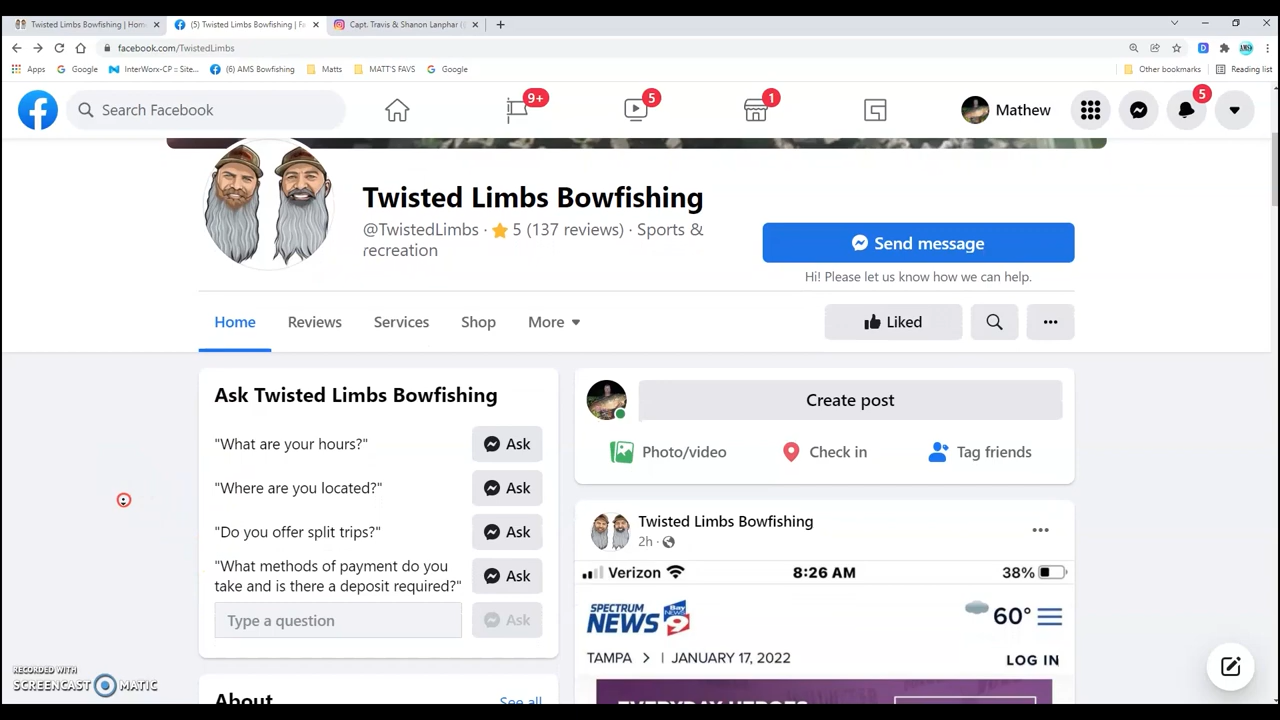 Twisted Limbs Bowfishing | Hom
(5) Twisted Limbs Bowfishing | Fa
Capt. Travis & Shanon Lanphar (
facebook.com/TwistedLimbs
Apps
Google
InterWorx-CP :: Site...
(6) AMS Bowfishing
Matts
MATT'S FAVS
Google
Other bookmarks
Reading list
Search Facebook
9+
5
1
Mathew
5
Twisted Limbs Bowfishing
@TwistedLimbs · 5 (137 reviews) · Sports &
recreation
Send message
Hi! Please let us know how we can help.
Home
Reviews
Services
Shop
More
Liked
Ask Twisted Limbs Bowfishing
"What are your hours?"
Ask
"Where are you located?"
Ask
"Do you offer split trips?"
Ask
"What methods of payment do you
take and is there a deposit required?"
Ask
Type a question
Ask
About
See all
Create post
Photo/video
Check in
Tag friends
Twisted Limbs Bowfishing
2h ·
Verizon
8:26 AM
38%
SPECTRUM
NEWS
Bay
NEWS
9
60°
TAMPA > | JANUARY 17, 2022
LOG IN
EVERYDAY HEROES
RECORDED WITH
SCREENCAST MATIC